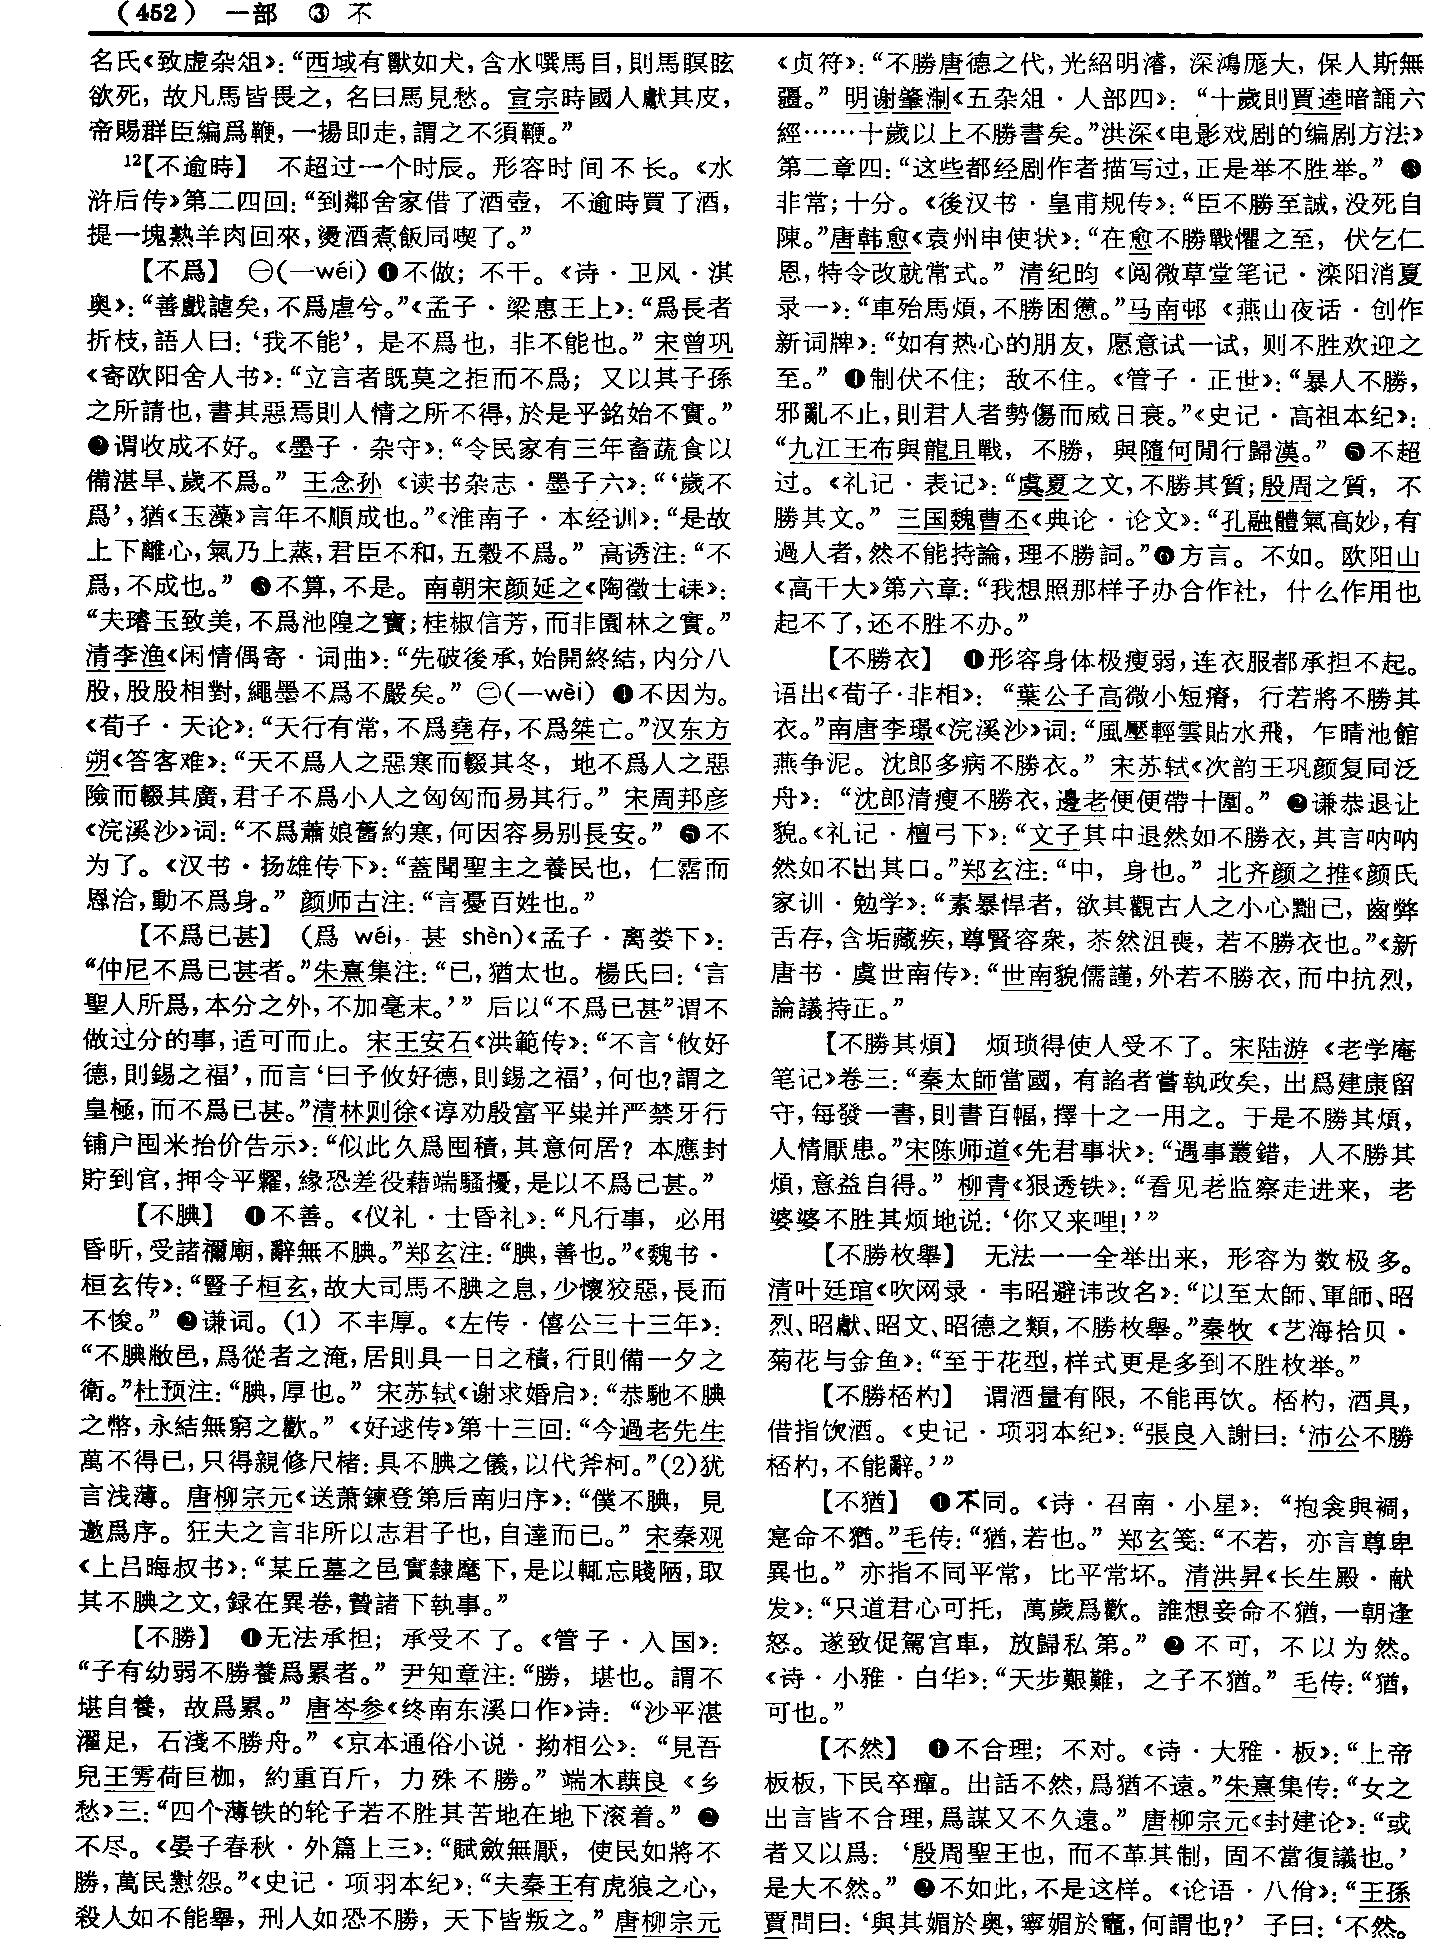 （452） 一部 ③ 不
名氏《致虚杂俎》：“西域有獸如犬，含水噀馬目，則馬瞑眩
欲死，故凡馬皆畏之，名曰馬見愁。宣宗時國人獻其皮，
帝賜群臣編爲鞭，一揚即走，謂之不須鞭。”
¹²【不逾時】 不超过一个时辰。形容时间不长。《水
浒后传》第二四回：“到鄰舍家借了酒壺，不逾時買了酒，
提一塊熟羊肉回來，燙酒煮飯同喫了。”
【不爲】 ㊀(一wéi) ❶不做；不干。《诗·卫风·淇
奥》：“善戲謔矣，不爲虐兮。”《孟子·梁惠王上》：“爲長者
折枝，語人曰：‘我不能’，是不爲也，非不能也。”宋曾巩
《寄欧阳舍人书》：“立言者既莫之拒而不爲；又以其子孫
之所請也，書其惡焉則人情之所不得，於是乎銘始不實。”
❷谓收成不好。《墨子·杂守》：“令民家有三年畜蔬食以
備湛旱、歲不爲。”王念孙《读书杂志·墨子六》：“‘歲不
爲’，猶《玉藻》言年不順成也。”《淮南子·本经训》：“是故
上下離心，氣乃上蒸，君臣不和，五穀不爲。”高诱注：“不
爲，不成也。”❸不算，不是。南朝宋颜延之《陶徵士诔》：
“夫璿玉致美，不爲池隍之寶；桂椒信芳，而非園林之實。”
清李渔《闲情偶寄·词曲》：“先破後承，始開終結，内分八
股，股股相對，繩墨不爲不嚴矣。”㊁(一wèi) ❶不因为。
《荀子·天论》：“天行有常，不爲堯存，不爲桀亡。”汉东方
朔《答客难》：“天不爲人之惡寒而輟其冬，地不爲人之惡
險而輟其廣，君子不爲小人之匈匈而易其行。”宋周邦彦
《浣溪沙》词：“不爲蕭娘舊約寒，何因容易别長安。”❺不
为了。《汉书·扬雄传下》：“蓋聞聖主之養民也，仁霑而
恩洽，動不爲身。”颜师古注：“言憂百姓也。”
【不爲已甚】 (爲 wéi，甚 shèn)《孟子·离娄下》：
“仲尼不爲已甚者。”朱熹集注：“已，猶太也。楊氏曰：‘言
聖人所爲，本分之外，不加毫末。’”后以“不爲已甚”谓不
做过分的事，适可而止。宋王安石《洪範传》：“不言‘攸好
德，則錫之福’，而言‘曰予攸好德，則錫之福’，何也？謂之
皇極，而不爲已甚。”清林则徐《谆劝殷富平粜并严禁牙行
铺户囤米抬价告示》：“似此久爲囤積，其意何居？本應封
貯到官，押令平糶，緣恐差役藉端騷擾，是以不爲已甚。”
【不腆】 ❶不善。《仪礼·士昏礼》：“凡行事，必用
昏昕，受諸禰廟，辭無不腆。”郑玄注：“腆，善也。”《魏书·
桓玄传》：“豎子桓玄，故大司馬不腆之息，少懷狡惡，長而
不悛。”❷谦词。(1) 不丰厚。《左传·僖公三十三年》：
“不腆敝邑，爲從者之淹，居則具一日之積，行則備一夕之
衛。”杜预注：“腆，厚也。”宋苏轼《谢求婚启》：“恭馳不腆
之幣，永結無窮之歡。”《好逑传》第十三回：“今過老先生
萬不得已，只得親修尺楮：具不腆之儀，以代斧柯。”(2)犹
言浅薄。唐柳宗元《送萧鍊登第后南归序》：“僕不腆，見
邀爲序。狂夫之言非所以志君子也，自達而已。”宋秦观
《上吕晦叔书》：“某丘墓之邑實隸麾下，是以輒忘賤陋，取
其不腆之文，録在異卷，贄諸下執事。”
【不勝】 ❶无法承担；承受不了。《管子·入国》：
“子有幼弱不勝養爲累者。”尹知章注：“勝，堪也。謂不
堪自養，故爲累。”唐岑参《终南东溪口作》诗：“沙平湛
濯足，石淺不勝舟。”《京本通俗小说·拗相公》：“見吾
兒王雱荷巨枷，約重百斤，力殊不勝。”端木蕻良《乡
愁》三：“四个薄铁的轮子若不胜其苦地在地下滚着。”❷
不尽。《晏子春秋·外篇上三》：“賦斂無厭，使民如將不
勝，萬民懟怨。”《史记·项羽本纪》：“夫秦王有虎狼之心，
殺人如不能舉，刑人如恐不勝，天下皆叛之。”唐柳宗元
《贞符》：“不勝唐德之代，光紹明濬，深鴻厖大，保人斯無
疆。”明谢肇淛《五杂俎·人部四》：“十歲則賈逵暗誦六
經……十歲以上不勝書矣。”洪深《电影戏剧的编剧方法》
第二章四：“这些都经剧作者描写过，正是举不胜举。”❸
非常；十分。《後汉书·皇甫规传》：“臣不勝至誠，没死自
陳。”唐韩愈《袁州申使状》：“在愈不勝戰懼之至，伏乞仁
恩，特令改就常式。”清纪昀《阅微草堂笔记·滦阳消夏
录一》：“車殆馬煩，不勝困憊。”马南邨《燕山夜话·创作
新词牌》：“如有热心的朋友，愿意试一试，则不胜欢迎之
至。”❹制伏不住；敌不住。《管子·正世》：“暴人不勝，
邪亂不止，則君人者勢傷而威日衰。”《史记·高祖本纪》：
“九江王布與龍且戰，不勝，與隨何間行歸漢。”❺不超
过。《礼记·表记》：“虞夏之文，不勝其質；殷周之質，不
勝其文。”三国魏曹丕《典论·论文》：“孔融體氣高妙，有
過人者，然不能持論，理不勝詞。”❻方言。不如。欧阳山
《高干大》第六章：“我想照那样子办合作社，什么作用也
起不了，还不胜不办。”
【不勝衣】 ❶形容身体极瘦弱，连衣服都承担不起。
语出《荀子·非相》：“葉公子高微小短瘠，行若將不勝其
衣。”南唐李璟《浣溪沙》词：“風壓輕雲貼水飛，乍晴池館
燕争泥。沈郎多病不勝衣。”宋苏轼《次韵王巩颜复同泛
舟》：“沈郎清瘦不勝衣，邊老便便帶十圍。”❷谦恭退让
貌。《礼记·檀弓下》：“文子其中退然如不勝衣，其言呐呐
然如不出其口。”郑玄注：“中，身也。”北齐颜之推《颜氏
家训·勉学》：“素暴悍者，欲其觀古人之小心黜己，齒弊
舌存，含垢藏疾，尊賢容衆，苶然沮喪，若不勝衣也。”《新
唐书·虞世南传》：“世南貌儒謹，外若不勝衣，而中抗烈，
論議持正。”
【不勝其煩】 烦琐得使人受不了。宋陆游《老学庵
笔记》卷三：“秦太師當國，有諂者嘗執政矣，出爲建康留
守，每發一書，則書百幅，擇十之一用之。于是不勝其煩，
人情厭患。”宋陈师道《先君事状》：“遇事叢錯，人不勝其
煩，意益自得。”柳青《狠透铁》：“看见老监察走进来，老
婆婆不胜其烦地说：‘你又来哩！’”
【不勝枚舉】 无法一一全举出来，形容为数极多。
清叶廷琯《吹网录·韦昭避讳改名》：“以至太師、軍師、昭
烈、昭獻、昭文、昭德之類，不勝枚舉。”秦牧《艺海拾贝·
菊花与金鱼》：“至于花型，样式更是多到不胜枚举。”
【不勝桮杓】 谓酒量有限，不能再饮。桮杓，酒具，
借指饮酒。《史记·项羽本纪》：“張良入謝曰：‘沛公不勝
桮杓，不能辭。’”
【不猶】 ❶不同。《诗·召南·小星》：“抱衾與裯，
寔命不猶。”毛传：“猶，若也。”郑玄笺：“不若，亦言尊卑
異也。”亦指不同平常，比平常坏。清洪昇《长生殿·献
发》：“只道君心可托，萬歲爲歡。誰想妾命不猶，一朝逢
怒。遂致促駕宫車，放歸私第。”❷不可，不以为然。
《诗·小雅·白华》：“天步艱難，之子不猶。”毛传：“猶，
可也。”
【不然】 ❶不合理；不对。《诗·大雅·板》：“上帝
板板，下民卒癉。出話不然，爲猶不遠。”朱熹集传：“女之
出言皆不合理，爲謀又不久遠。”唐柳宗元《封建论》：“或
者又以爲：‘殷周聖王也，而不革其制，固不當復議也。’
是大不然。”❷不如此，不是这样。《论语·八佾》：“王孫
賈問曰：‘與其媚於奥，寧媚於竈，何謂也？’子曰：‘不然。